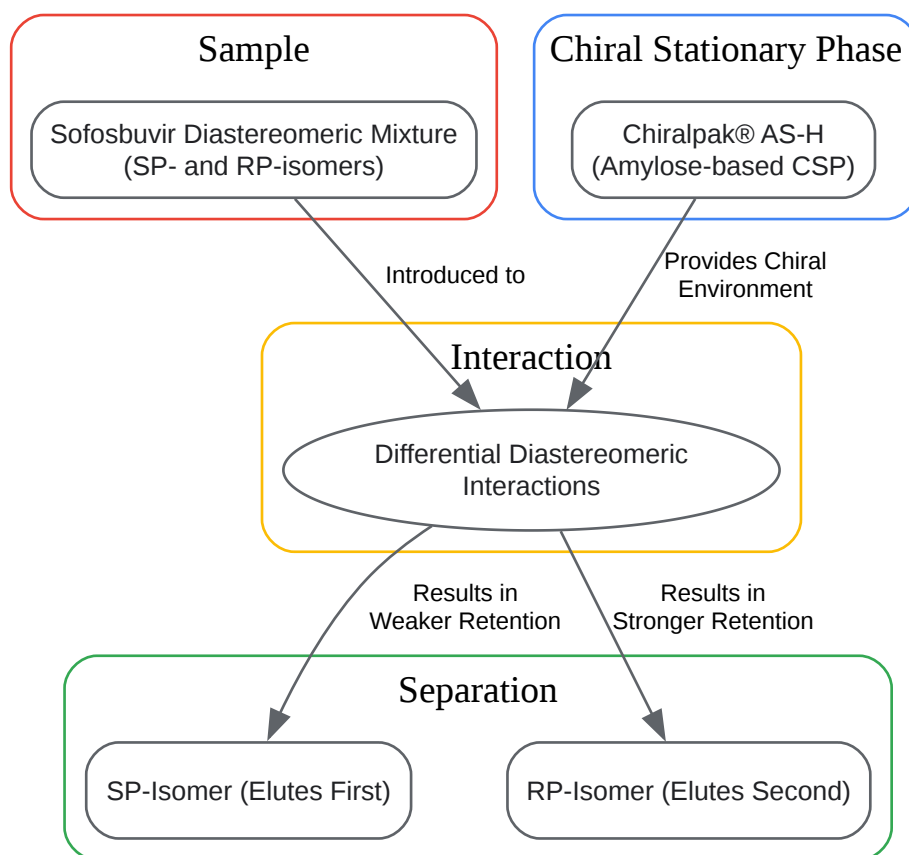 Sample
Chiral Stationary Phase
Sofosbuvir Diastereomeric Mixture
(SP- and RP-isomers)
Chiralpak® AS-H
(Amylose-based CSP)
Introduced to
Provides Chiral
Environment
Interaction
Differential Diastereomeric
Interactions
Results in
Weaker Retention
Results in
Stronger Retention
Separation
SP-Isomer (Elutes First)
RP-Isomer (Elutes Second)